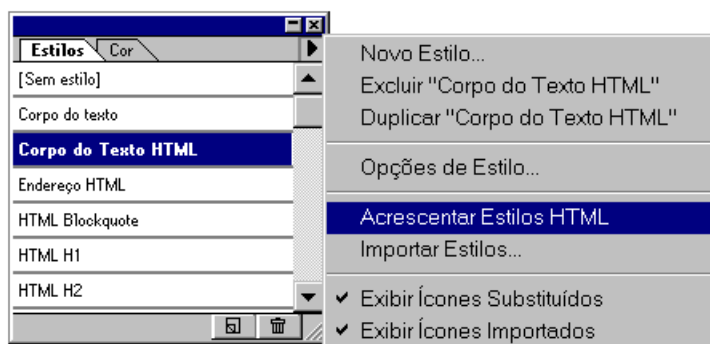 Estilos Cor
[Sem estilo]
Corpo do texto
Corpo do Texto HTML
Endereço HTML
HTML Blockquote
HTML H1
HTML H2
Novo Estilo...
Excluir "Corpo do Texto HTML"
Duplicar "Corpo do Texto HTML"
Opções de Estilo...
Acrescentar Estilos HTML
Importar Estilos...
Exibir Ícones Substituídos
Exibir Ícones Importados